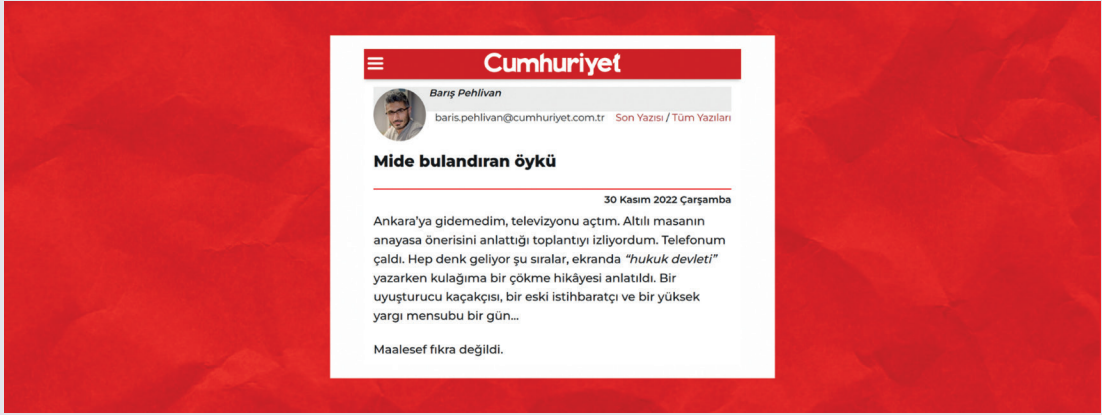 Cumhuriyet
Barış Pehlivan
baris.pehlivan@cumhuriyet.com.tr Son Yazısı / Tüm Yazıları
Mide bulandıran öykü
30 Kasım 2022 Çarşamba
Ankara'ya gidemedim, televizyonu açtım. Altılı masanın
anayasa önerisini anlattığı toplantıyı izliyordum. Telefonum
çaldı. Hep denk geliyor şu sıralar, ekranda "hukuk devleti"
yazarken kulağıma bir çökme hikâyesi anlatıldı. Bir
uyuşturucu kaçakçısı, bir eski istihbaratçı ve bir yüksek
yargı mensubu bir gün...
Maalesef fıkra değildi.